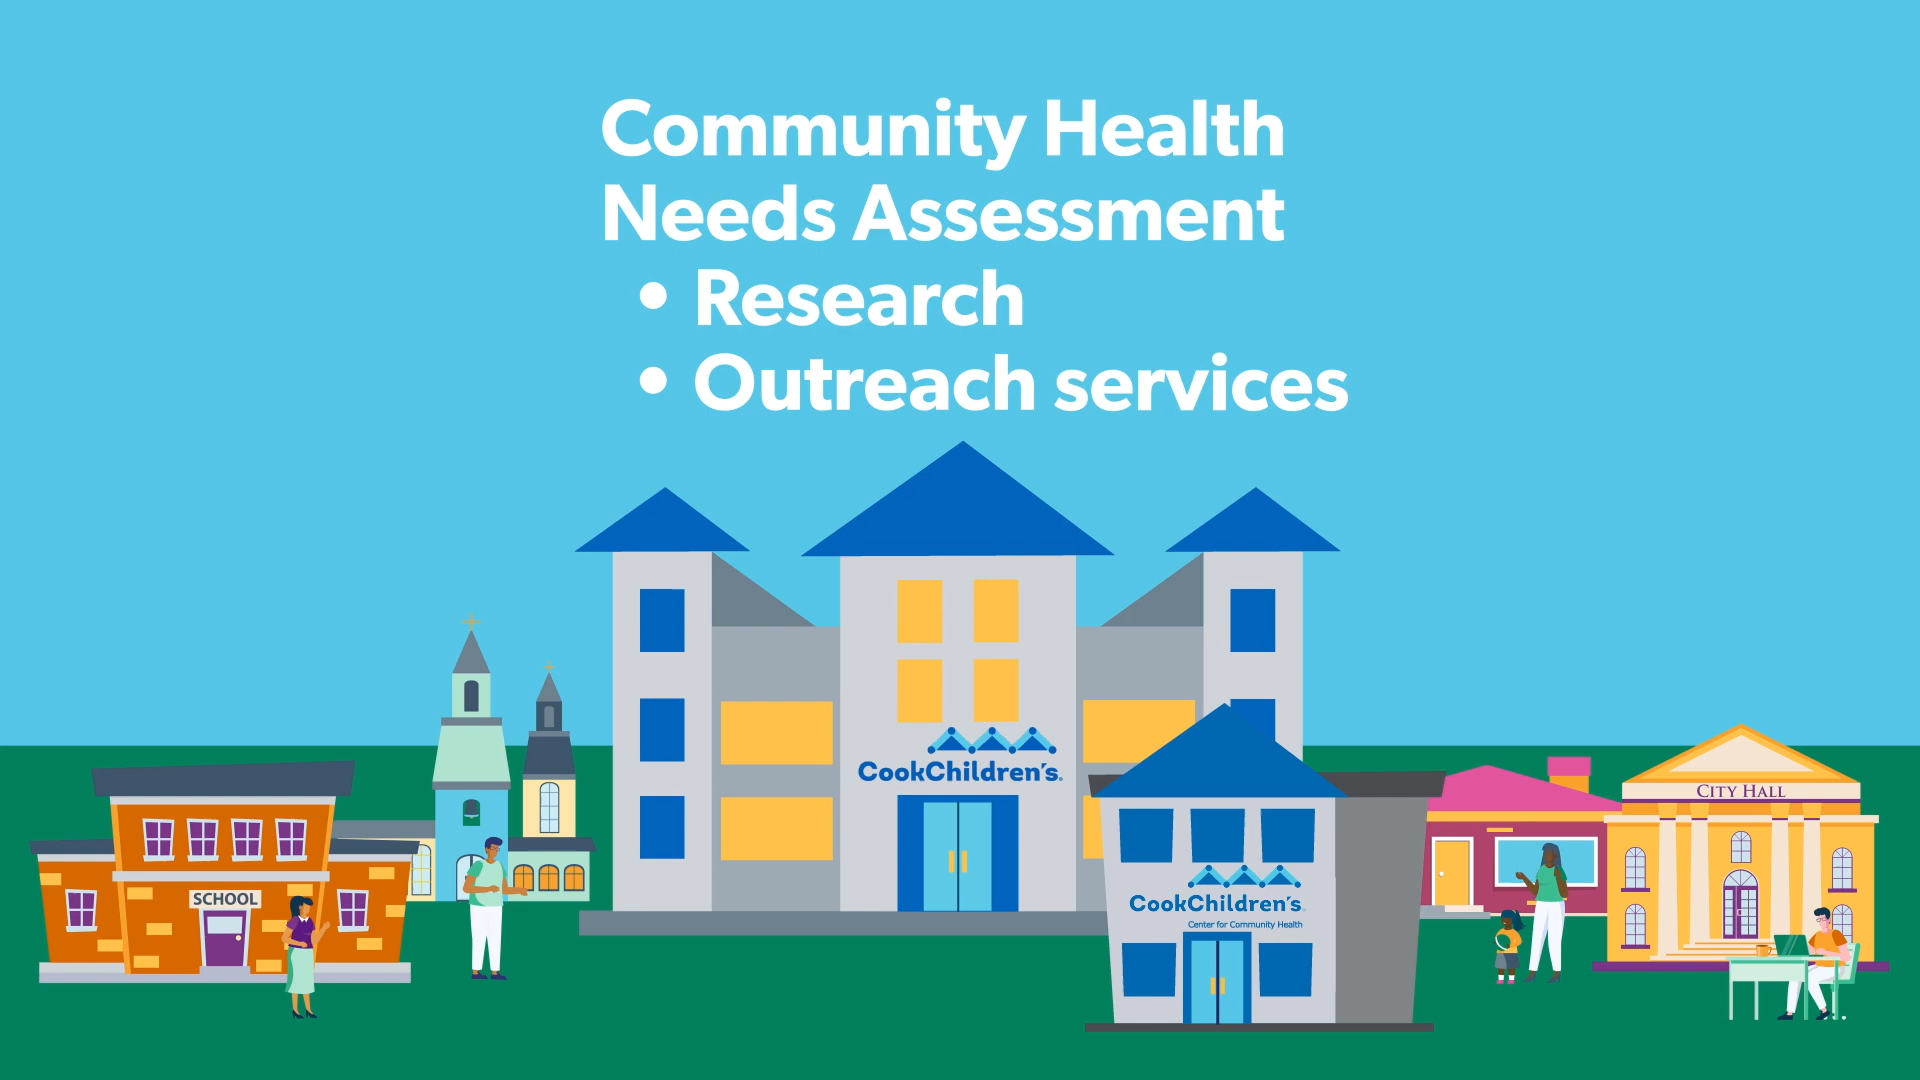 Community Health
Needs Assessment
• Research
• Outreach services
CookChildren's.
CookChildren's.
Center for Community Health
SCHOOL
CITY HALL